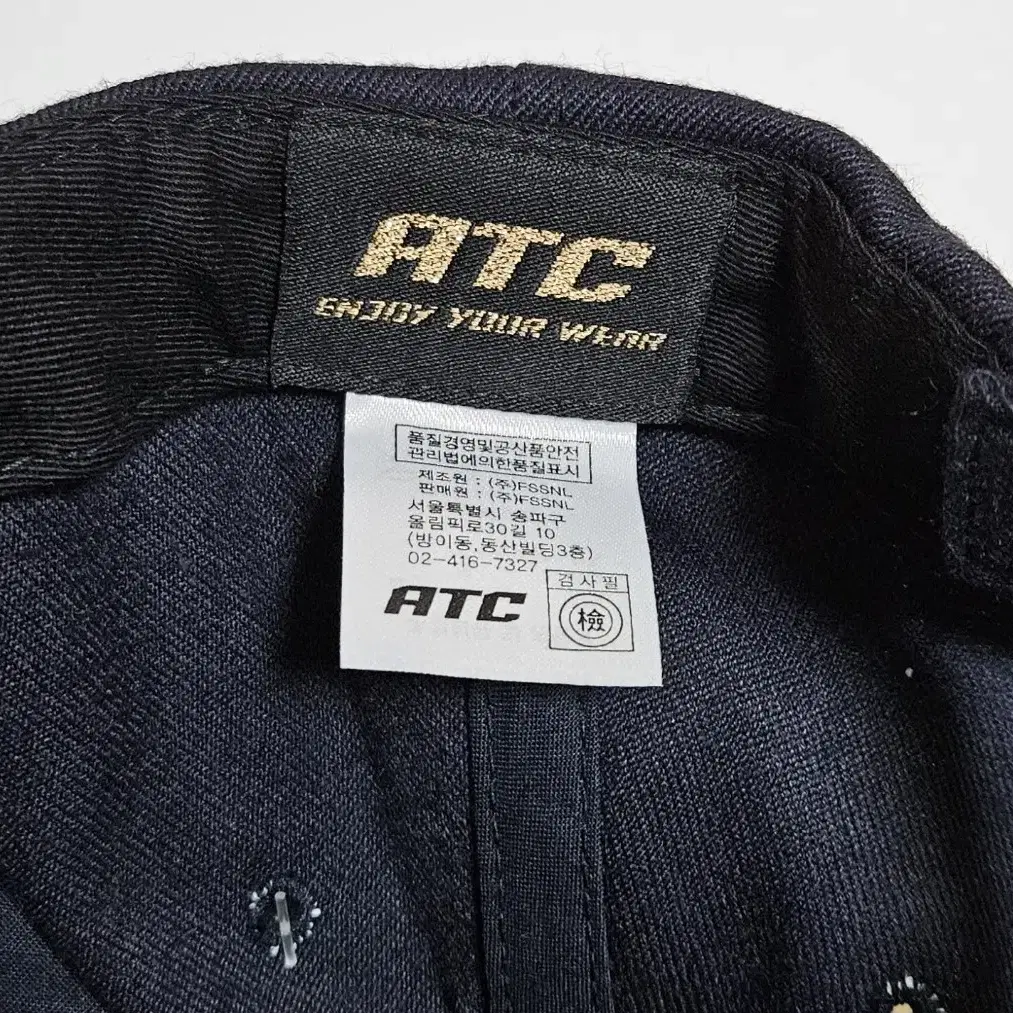 ATC
ENJOY YOUR WEAR
품질경영및공산품안전
관리법에의한품질표시
제조원 : (주)FSSNL
판매원 : (주)FSSNL
서울특별시 송파구
올림픽로30길 10
(방이동,동산빌딩3층)
02-416-7327
검사필
ATC
檢